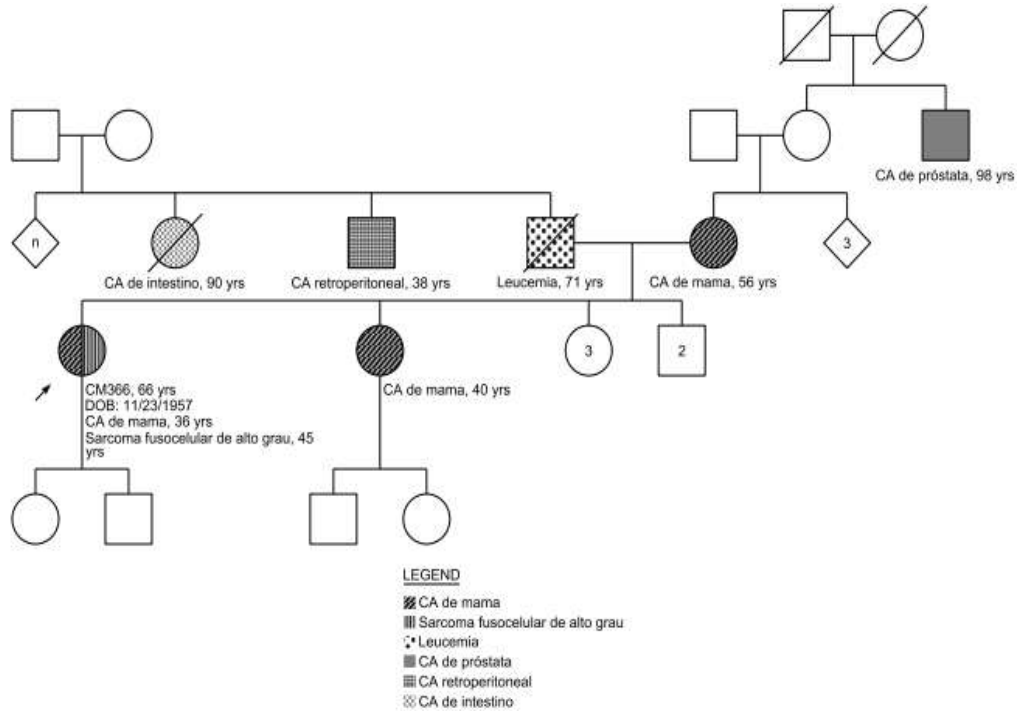 CA de próstata, 98 yrs
n
3
CA de intestino, 90 yrs
CA retroperitoneal, 38 yrs
Leucemia, 71 yrs
CA de mama, 56 yrs
3
2
CM366, 66 yrs
DOB: 11/23/1957
CA de mama, 36 yrs
Sarcoma fusocelular de alto grau, 45
yrs
CA de mama, 40 yrs
LEGEND
CA de mama
Sarcoma fusocelular de alto grau
Leucemia
CA de próstata
CA retroperitoneal
CA de intestino